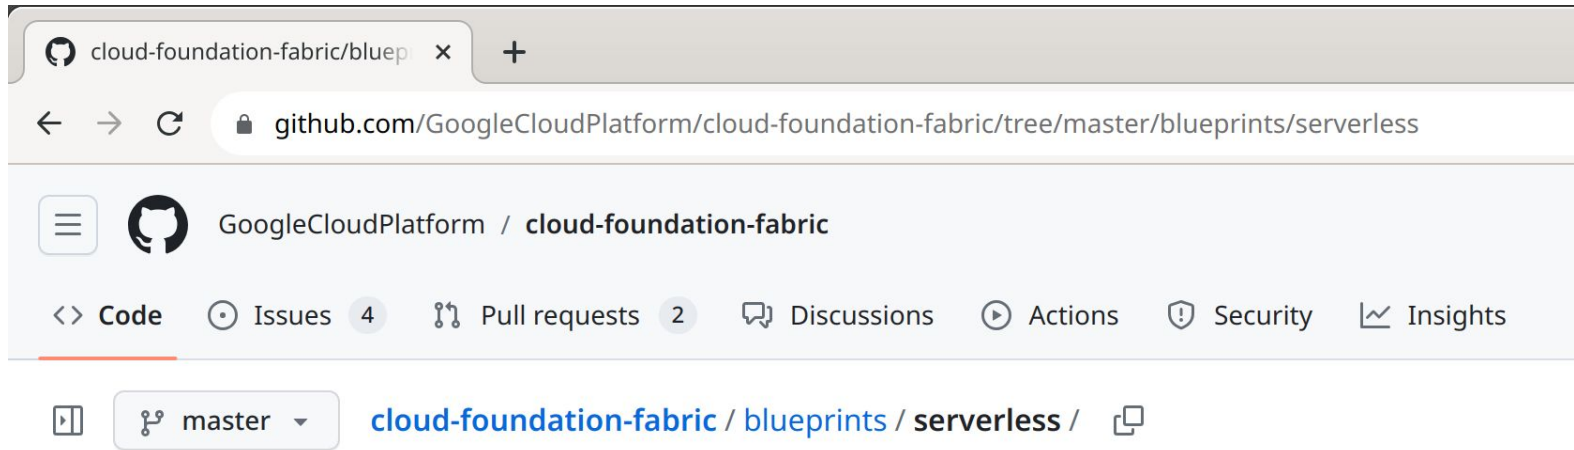 cloud-foundation-fabric/bluep
github.com/GoogleCloudPlatform/cloud-foundation-fabric/tree/master/blueprints/serverless
GoogleCloudPlatform / cloud-foundation-fabric
Code Issues 4 Pull requests 2 Discussions Actions Security Insights
master cloud-foundation-fabric / blueprints / serverless /